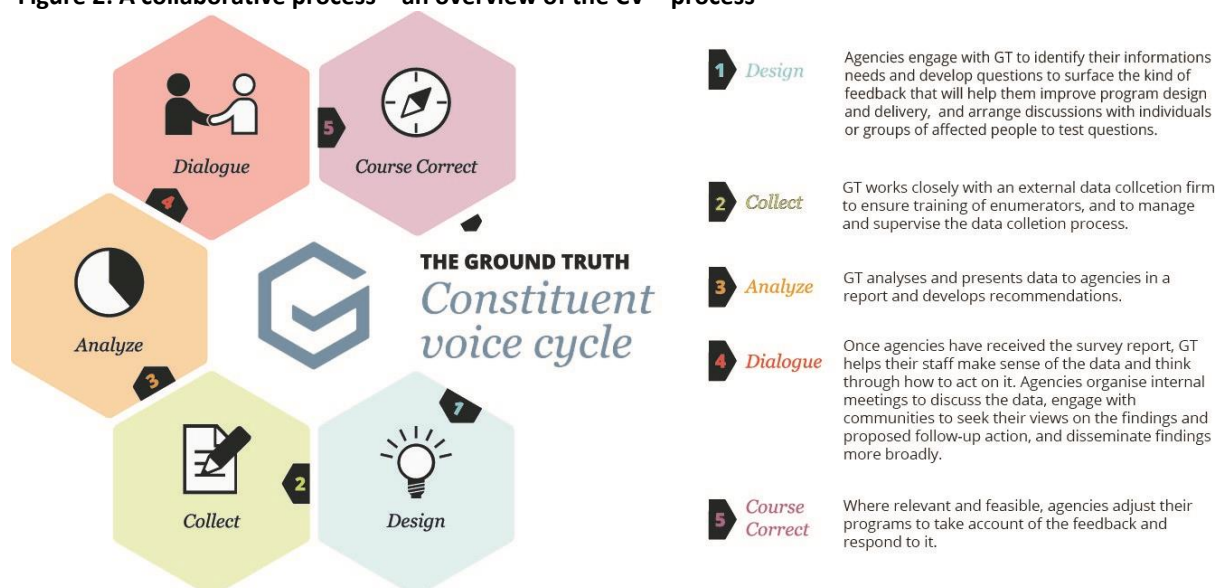 Figure 2: A collaborative process – an overview of the CV process
Dialogue
5
Course Correct
4
THE GROUND TRUTH
Constituent
voice cycle
Analyze
3
1
Collect
2
Design
1 Design
Agencies engage with GT to identify their informations
needs and develop questions to surface the kind of
feedback that will help them improve program design
and delivery, and arrange discussions with individuals
or groups of affected people to test questions.
2 Collect
GT works closely with an external data collcetion firm
to ensure training of enumerators, and to manage
and supervise the data colletion process.
3 Analyze
GT analyses and presents data to agencies in a
report and develops recommendations.
4 Dialogue
Once agencies have received the survey report, GT
helps their staff make sense of the data and think
through how to act on it. Agencies organise internal
meetings to discuss the data, engage with
communities to seek their views on the findings and
proposed follow-up action, and disseminate findings
more broadly.
5 Course
Correct
Where relevant and feasible, agencies adjust their
programs to take account of the feedback and
respond to it.